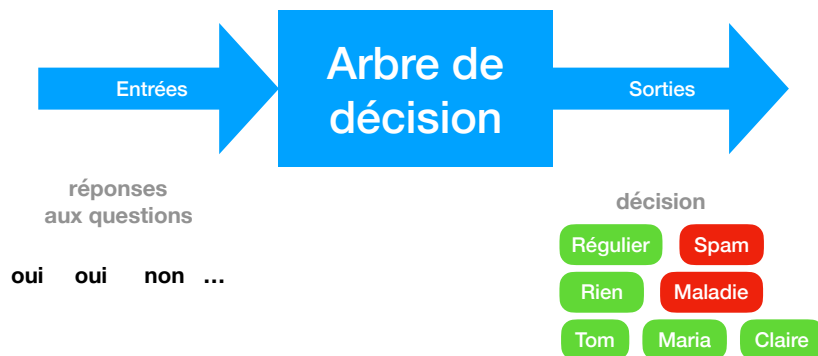 Entrées
Arbre de
décision
Sorties
réponses
aux questions
oui oui non ...
décision
Régulier Spam
Rien Maladie
Tom Maria Claire